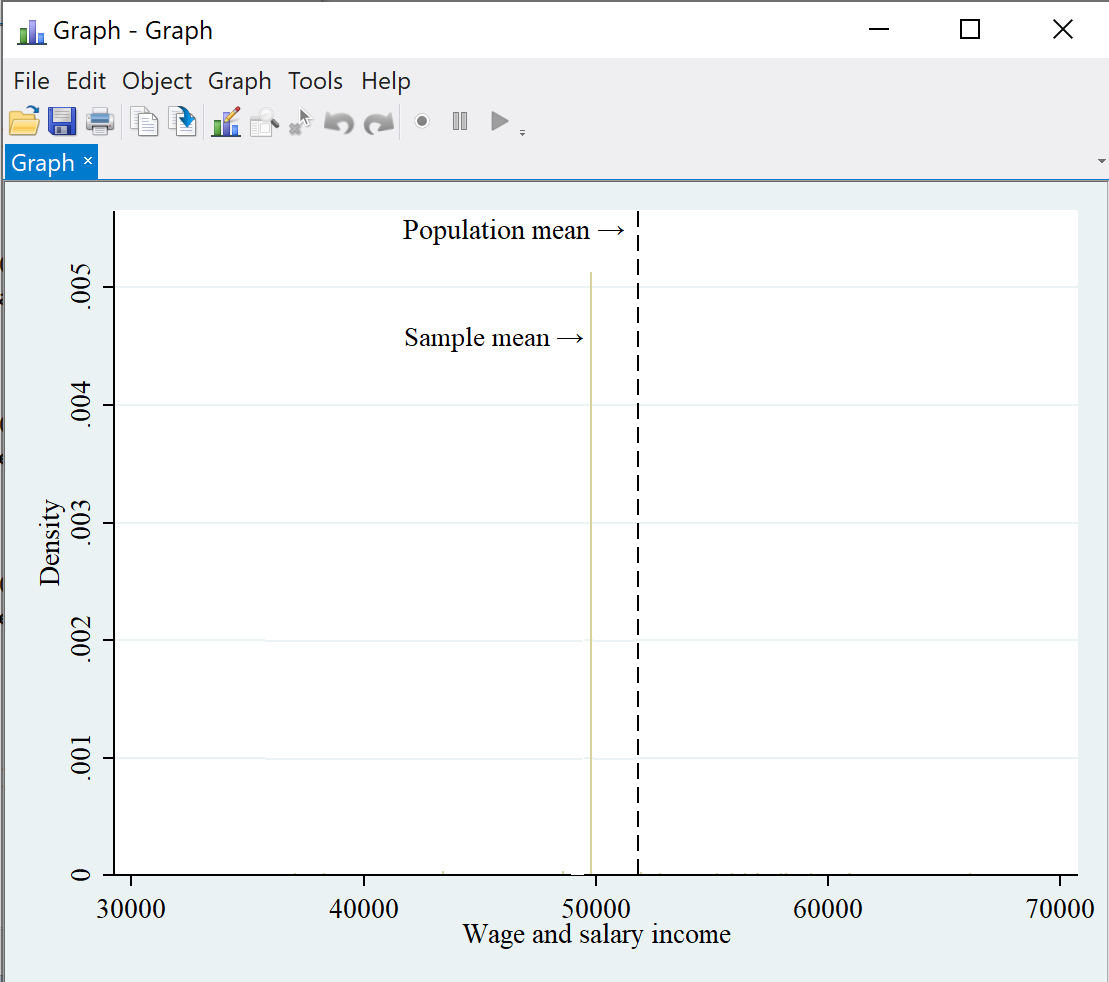 Graph - Graph
File Edit Object Graph Tools Help
Graph ×
Population mean →
Sample mean →
.005
.004
.003
.002
.001
0
Density
30000 40000 50000 60000 70000
Wage and salary income